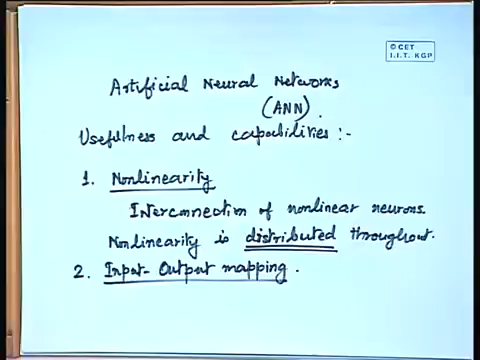 © CET
I.I.T. KGP
Artificial Neural Networks
(ANN).
Usefulness and capabilities :-
1. Nonlinearity
Interconnection of nonlinear neurons.
Nonlinearity is distributed throughout.
2. Input-Output mapping.